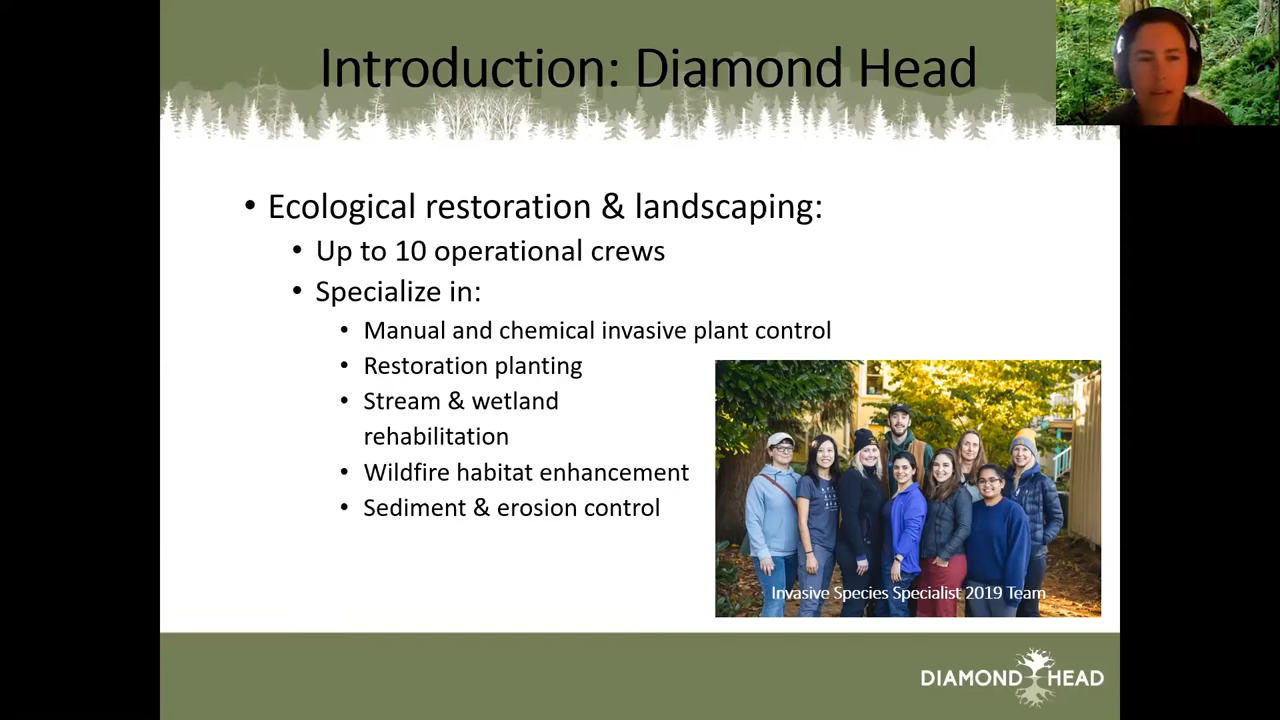 Introduction: Diamond Head
• Ecological restoration & landscaping:
• Up to 10 operational crews
• Specialize in:
• Manual and chemical invasive plant control
• Restoration planting
• Stream & wetland
rehabilitation
• Wildfire habitat enhancement
• Sediment & erosion control
Invasive Species Specialist 2019 Team
DIAMOND HEAD